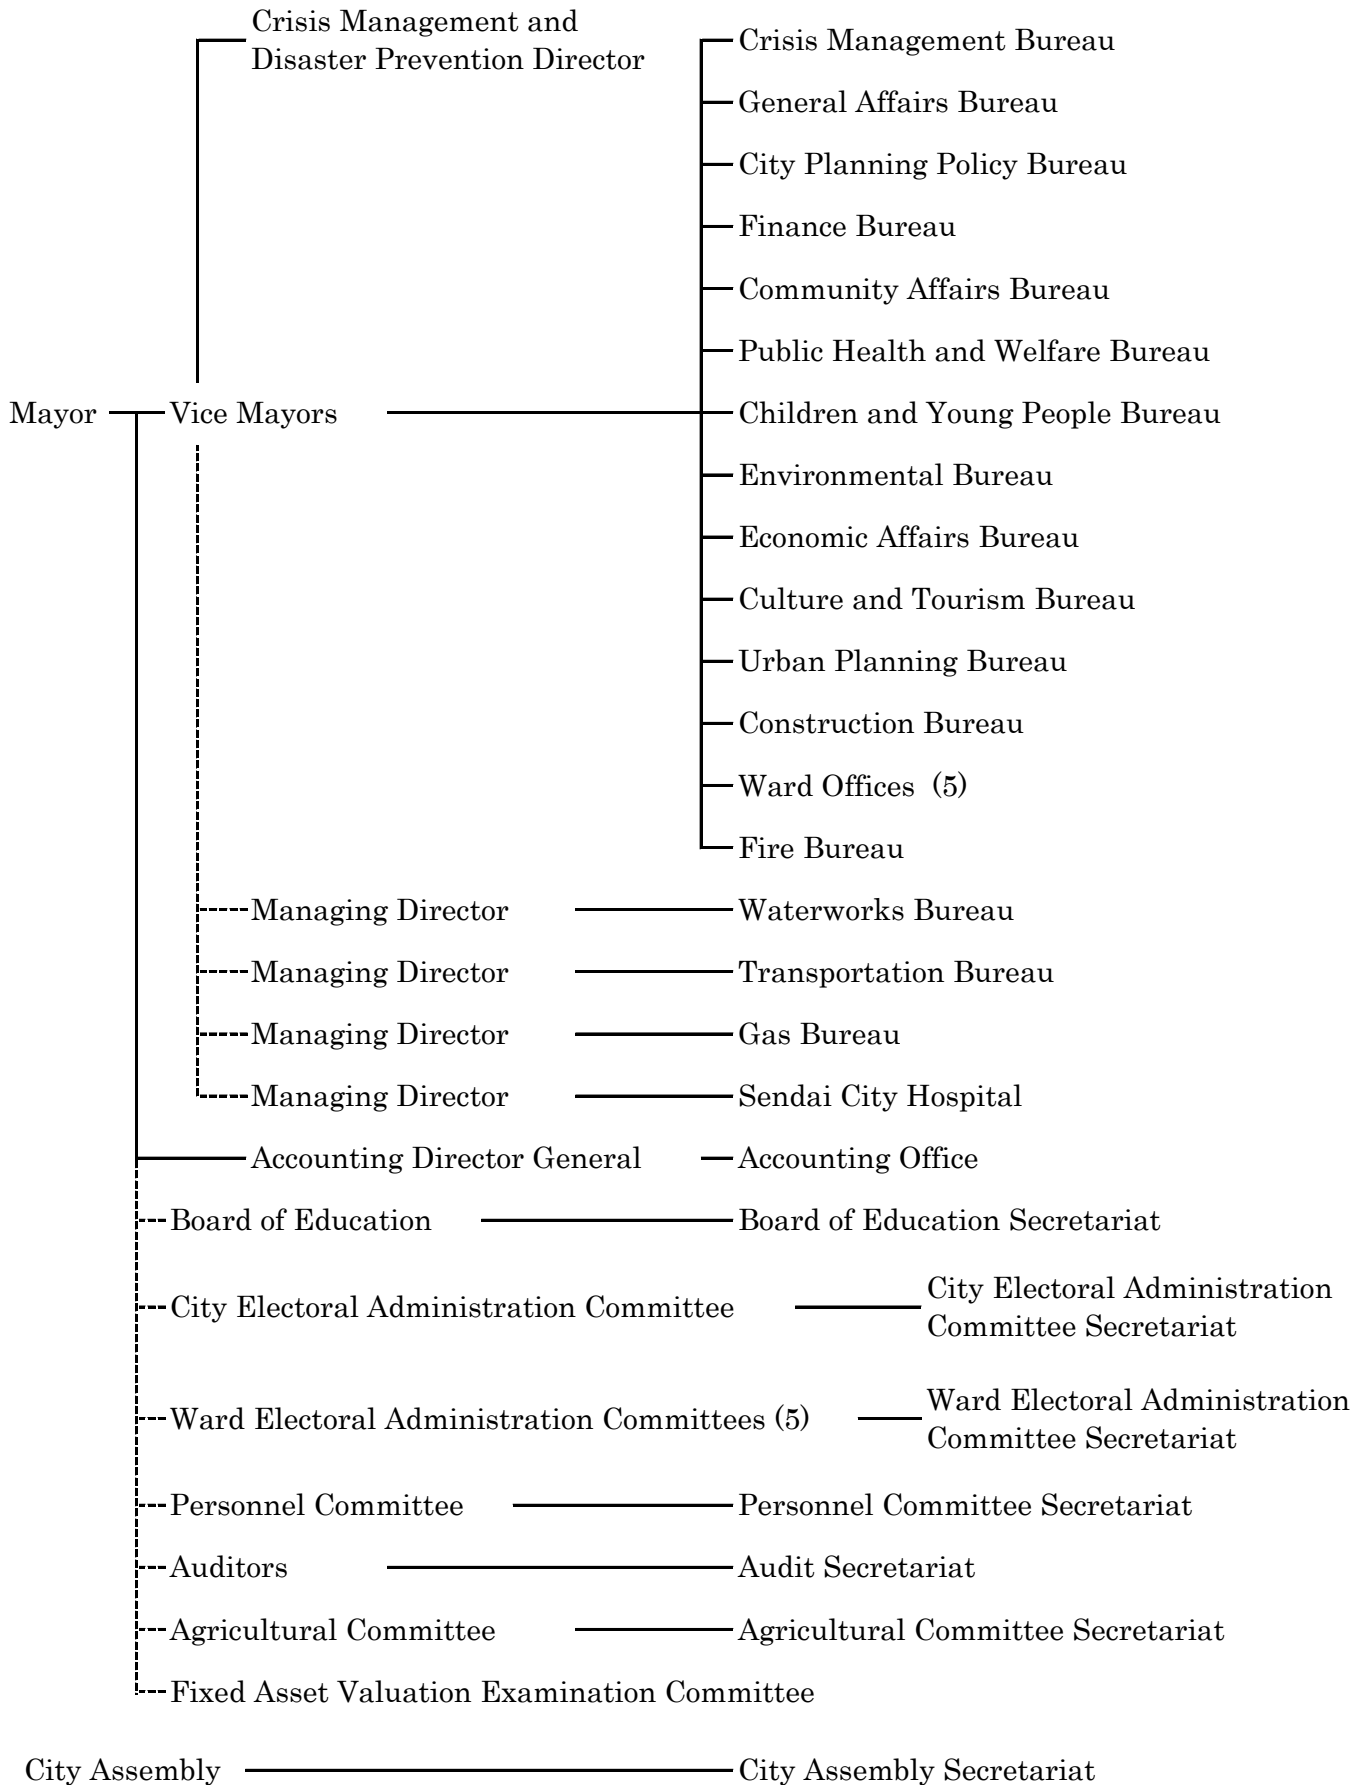 Crisis Management and
Disaster Prevention Director
Crisis Management Bureau
General Affairs Bureau
City Planning Policy Bureau
Finance Bureau
Community Affairs Bureau
Public Health and Welfare Bureau
Mayor
Vice Mayors
Children and Young People Bureau
Environmental Bureau
Economic Affairs Bureau
Culture and Tourism Bureau
Urban Planning Bureau
Construction Bureau
Ward Offices (5)
Fire Bureau
Managing Director
Waterworks Bureau
Managing Director
Transportation Bureau
Managing Director
Gas Bureau
Managing Director
Sendai City Hospital
Accounting Director General
Accounting Office
Board of Education
Board of Education Secretariat
City Electoral Administration Committee
City Electoral Administration
Committee Secretariat
Ward Electoral Administration Committees (5)
Ward Electoral Administration
Committee Secretariat
Personnel Committee
Personnel Committee Secretariat
Auditors
Audit Secretariat
Agricultural Committee
Agricultural Committee Secretariat
Fixed Asset Valuation Examination Committee
City Assembly
City Assembly Secretariat